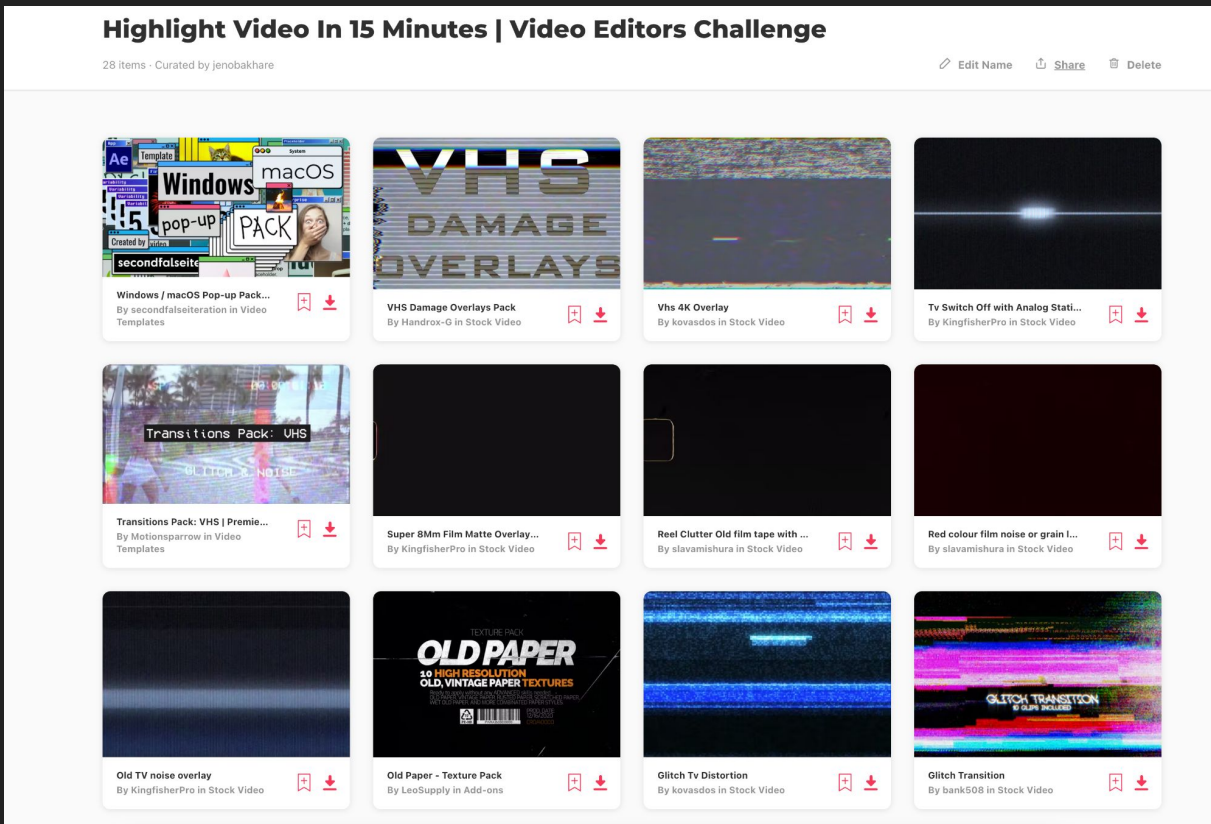 Highlight Video In 15 Minutes | Video Editors Challenge
28 items · Curated by jenobakhare
Edit Name
Share
Delete
Ae
Template
System
macOS
Windows
pop-up
PACK
Created by
secondfalseite
Windows / macOS Pop-up Pack...
By secondfalseiteration in Video
Templates
VHS
DAMAGE
OVERLAYS
VHS Damage Overlays Pack
By Handrox-G in Stock Video
Vhs 4K Overlay
By kovasdos in Stock Video
Tv Switch Off with Analog Stati...
By KingfisherPro in Stock Video
Transitions Pack: VHS
GLITCH & NOISE
Transitions Pack: VHS | Premie...
By Motionsparrow in Video
Templates
Super 8Mm Film Matte Overlay...
By KingfisherPro in Stock Video
Reel Clutter Old film tape with ...
By slavamishura in Stock Video
Red colour film noise or grain l...
By slavamishura in Stock Video
Old TV noise overlay
By KingfisherPro in Stock Video
TEXTURE PACK
OLD PAPER
10 HIGH RESOLUTION
OLD, VINTAGE PAPER TEXTURES
Old Paper - Texture Pack
By LeoSupply in Add-ons
Glitch Tv Distortion
By kovasdos in Stock Video
GLITCH TRANSITION
10 CLIPS INCLUDED
Glitch Transition
By bank508 in Stock Video